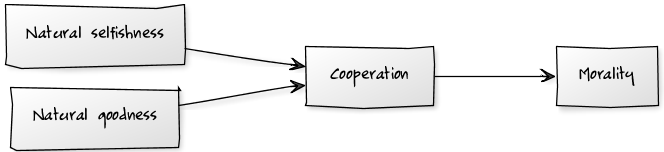 Natural selfishness
Natural goodness
Cooperation
Morality